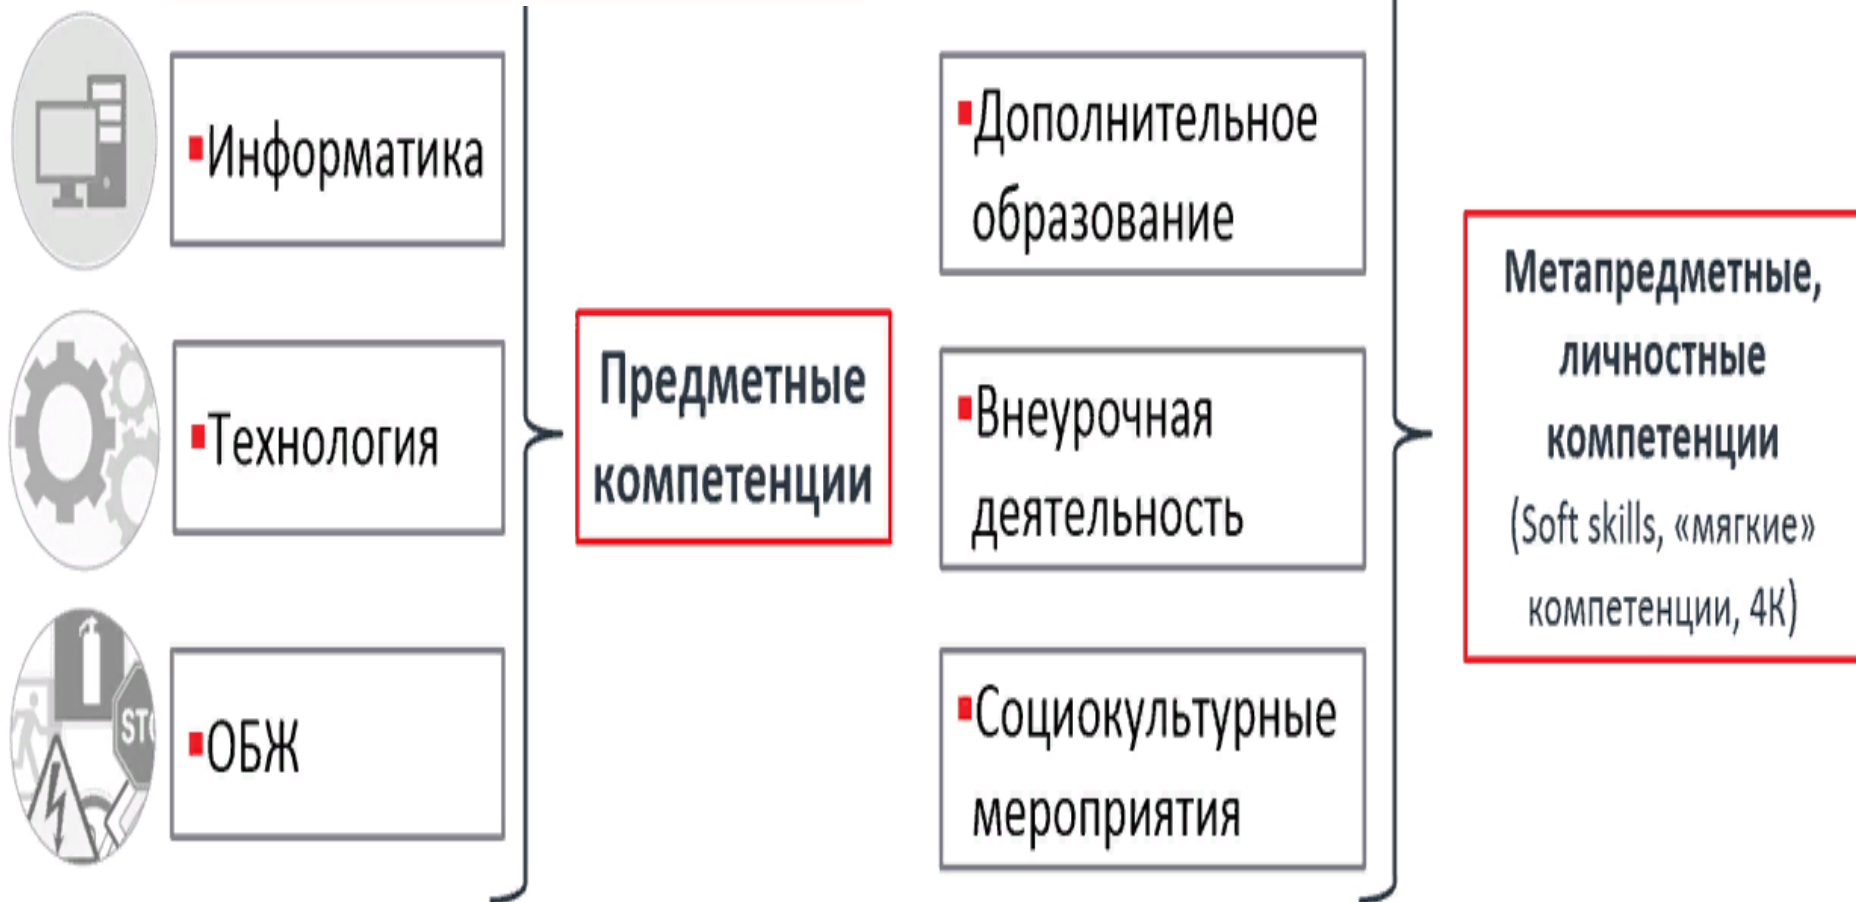 Информатика
Технология
ОБЖ
STO
Предметные
компетенции
Дополнительное
образование
Внеурочная
деятельность
Социокультурные
мероприятия
Метапредметные,
личностные
компетенции
(Soft skills, «мягкие»
компетенции, 4К)